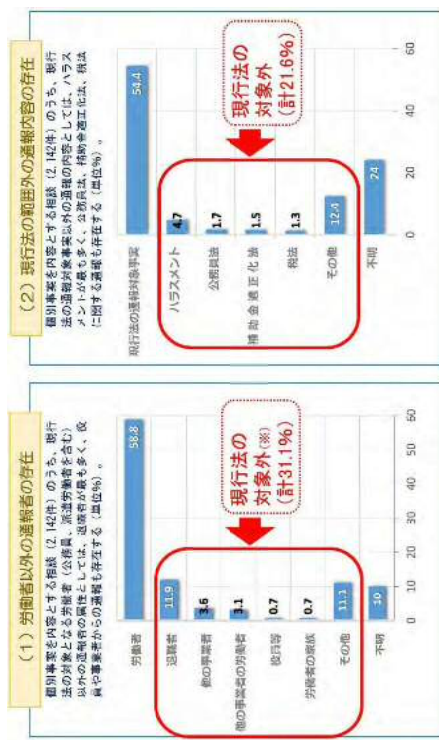 (1)労働者以外の通報者の存在
個別事案を内容とする相談(2,142件)のうち、現行
法の対象となる労働者(公務員、派遣労働者を含む)
以外の通報者の属性としては、退職者が最も多く、役
員や事業者からの通報も存在する(単位%)。
労働者
58.8
退職者
11.9
他の事業者
3.6
他の事業者の労働者
3.1
役員等
0.7
労働者の家族
0.7
その他
11.1
不明
10
現行法の
対象外(※)
(計31.1%)
0
20
40
60
(2)現行法の範囲外の通報内容の存在
個別事案を内容とする相談(2,142件)のうち、現行
法の通報対象事実以外の通報の内容としては、ハラス
メントが最も多く、公務員法、補助金適正化法、税法
に関する通報も存在する(単位%)。
現行法の通報対象事案
54.4
ハラスメント
4.7
公務員法
1.7
補助金適正化法
1.5
税法
1.3
その他
12.4
不明
24
現行法の
対象外
(計21.6%)
0
20
40
60